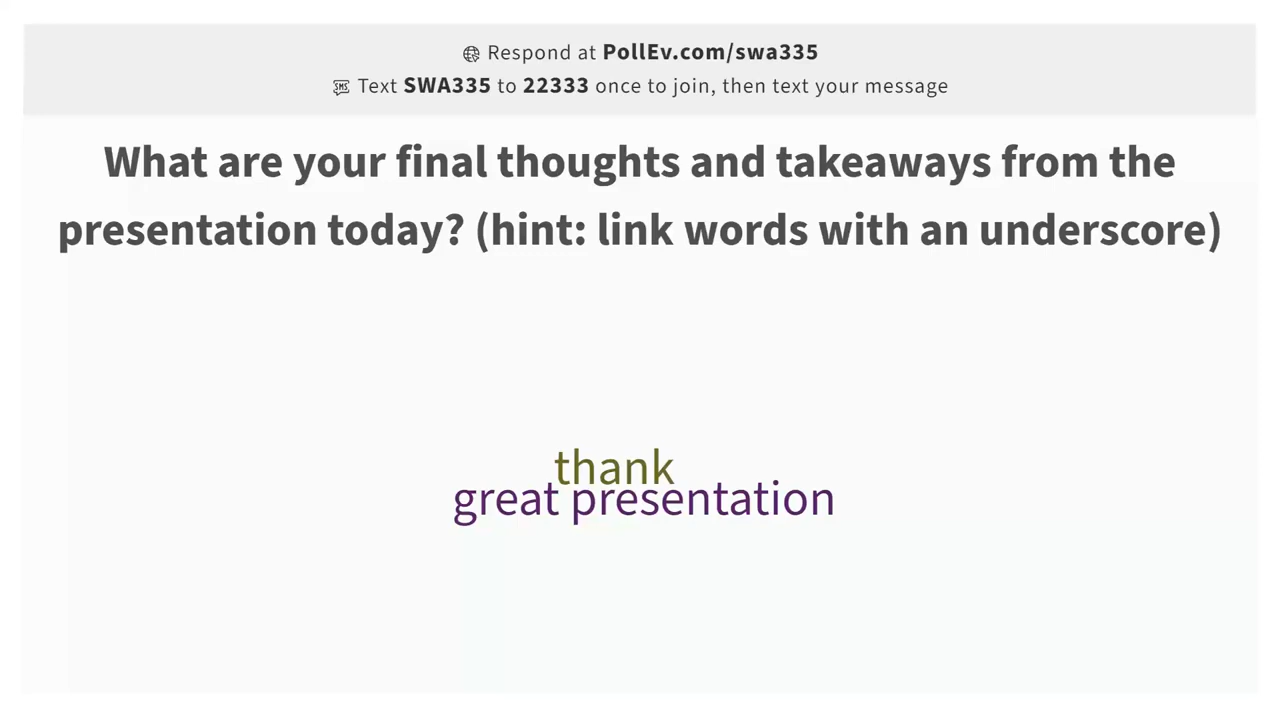 Respond at PollEv.com/swa335
Text SWA335 to 22333 once to join, then text your message
What are your final thoughts and takeaways from the
presentation today? (hint: link words with an underscore)
thank
great presentation